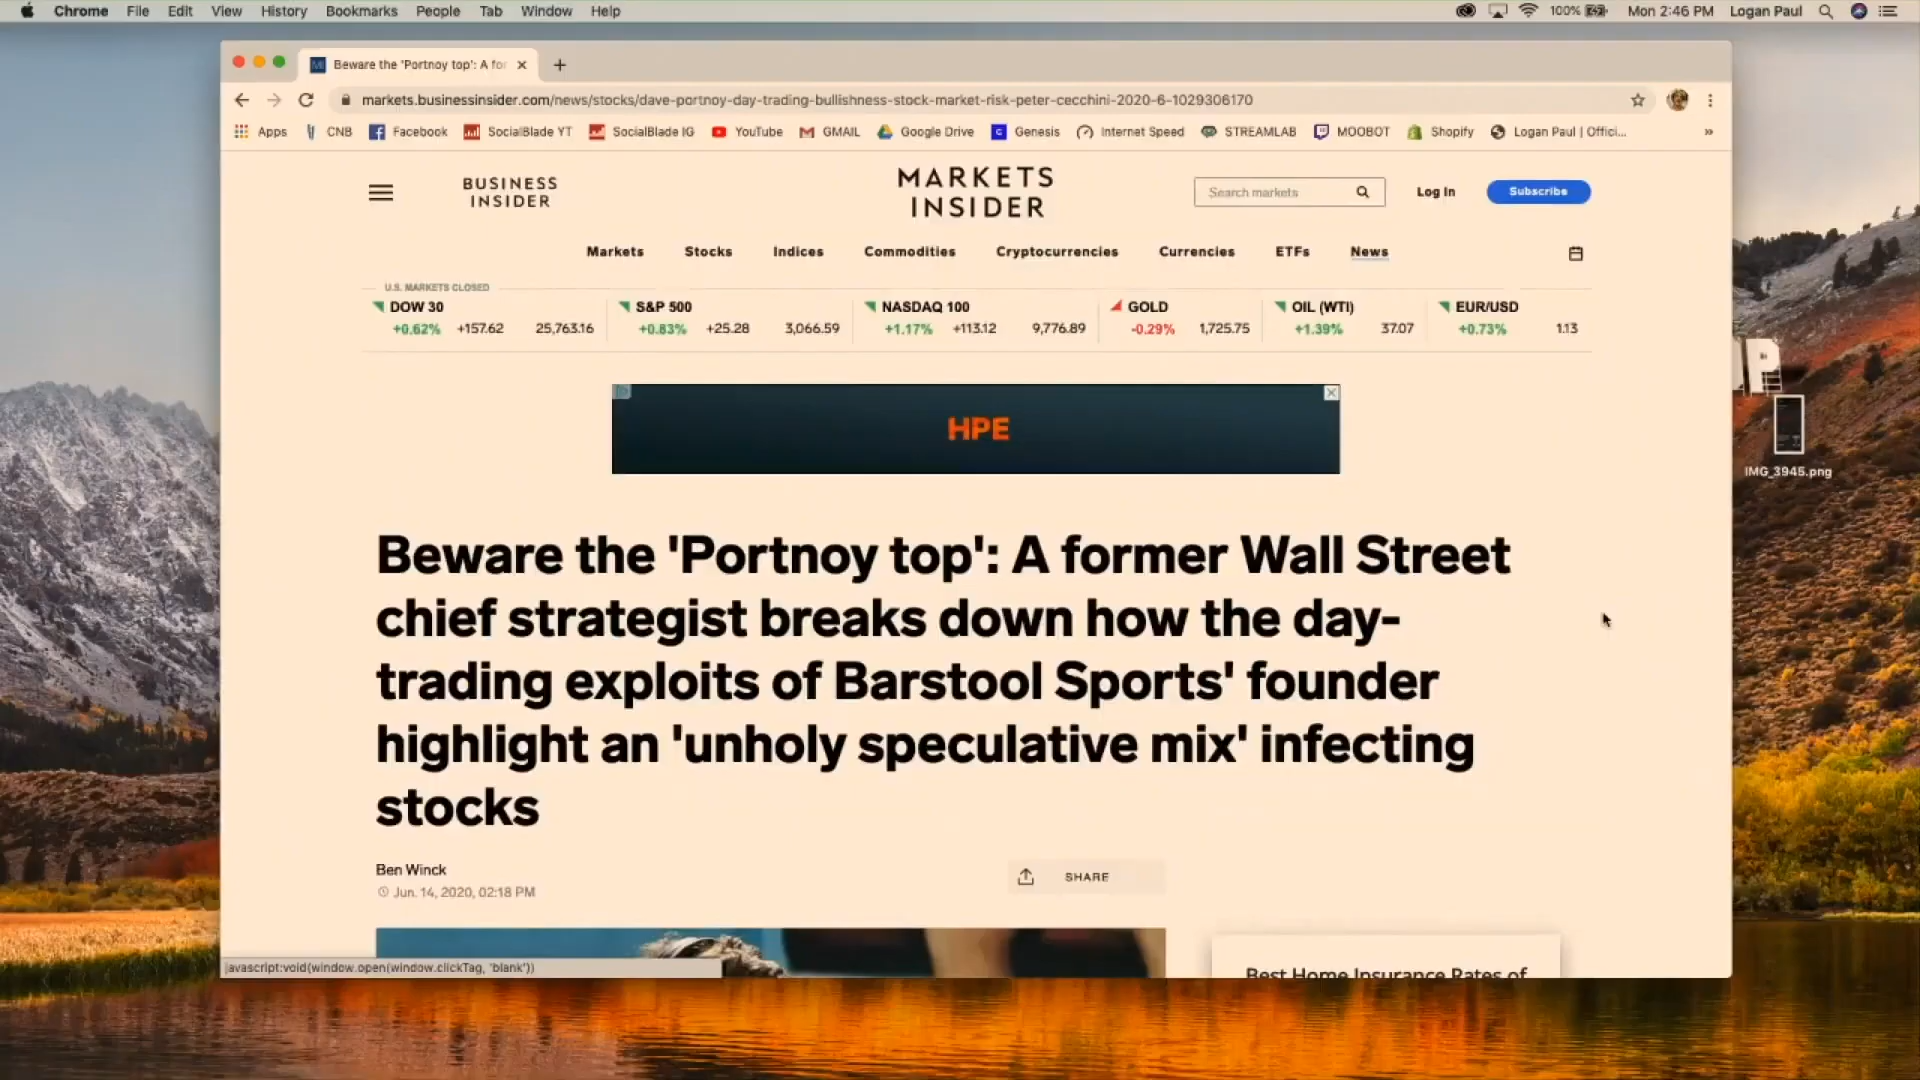 Chrome File Edit View History Bookmarks People Tab Window Help 100% Mon 2:46 PM Logan Paul
Beware the 'Portnoy top': A for
markets.businessinsider.com/news/stocks/dave-portnoy-day-trading-bullishness-stock-market-risk-peter-cecchini-2020-6-1029306170
Apps CNB Facebook SocialBlade YT SocialBlade IG YouTube GMAIL Google Drive Genesis Internet Speed STREAMLAB MOOBOT Shopify Logan Paul | Offici... »
BUSINESS
INSIDER
MARKETS
INSIDER
Search markets
Log In
Subscribe
Markets Stocks Indices Commodities Cryptocurrencies Currencies ETFs News
U.S. MARKETS CLOSED
DOW 30 S&P 500 NASDAQ 100 GOLD OIL (WTI) EUR/USD
+0.62% +157.62 25,763.16 +0.83% +25.28 3,066.59 +1.17% +113.12 9,776.89 -0.29% 1,725.75 +1.39% 37.07 +0.73% 1.13
HPE
IMG_3945.png
Beware the 'Portnoy top': A former Wall Street
chief strategist breaks down how the day-
trading exploits of Barstool Sports' founder
highlight an 'unholy speculative mix' infecting
stocks
Ben Winck
Jun. 14, 2020, 02:18 PM
SHARE
javascript:void(window.open(window.clickTag, 'blank'))
Best Home Insurance Rates of